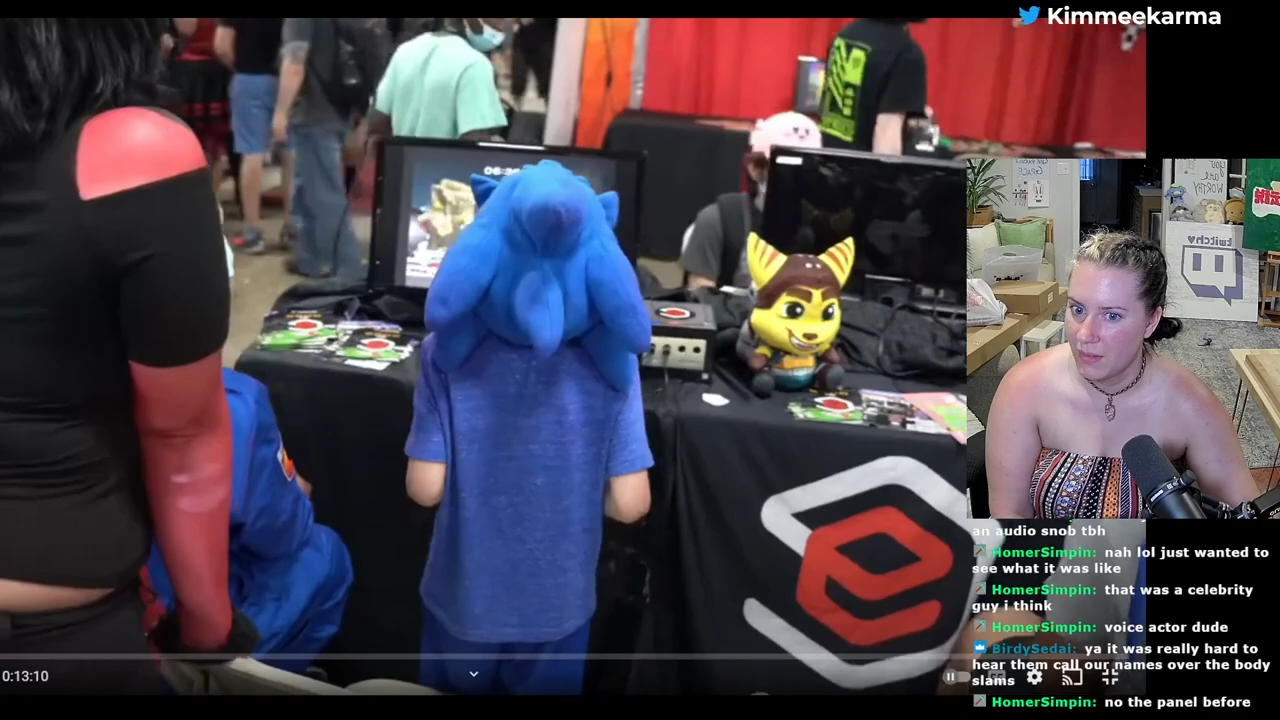 Kimmeekarma
06:36
twitch
an audio snob tbh
HomerSimpin: nah lol just wanted to
see what it was like
HomerSimpin: that was a celebrity
guy i think
HomerSimpin: voice actor dude
BirdySedai: ya it was really hard to
hear them call our names over the body
slams
HomerSimpin: no the panel before
0:13:10